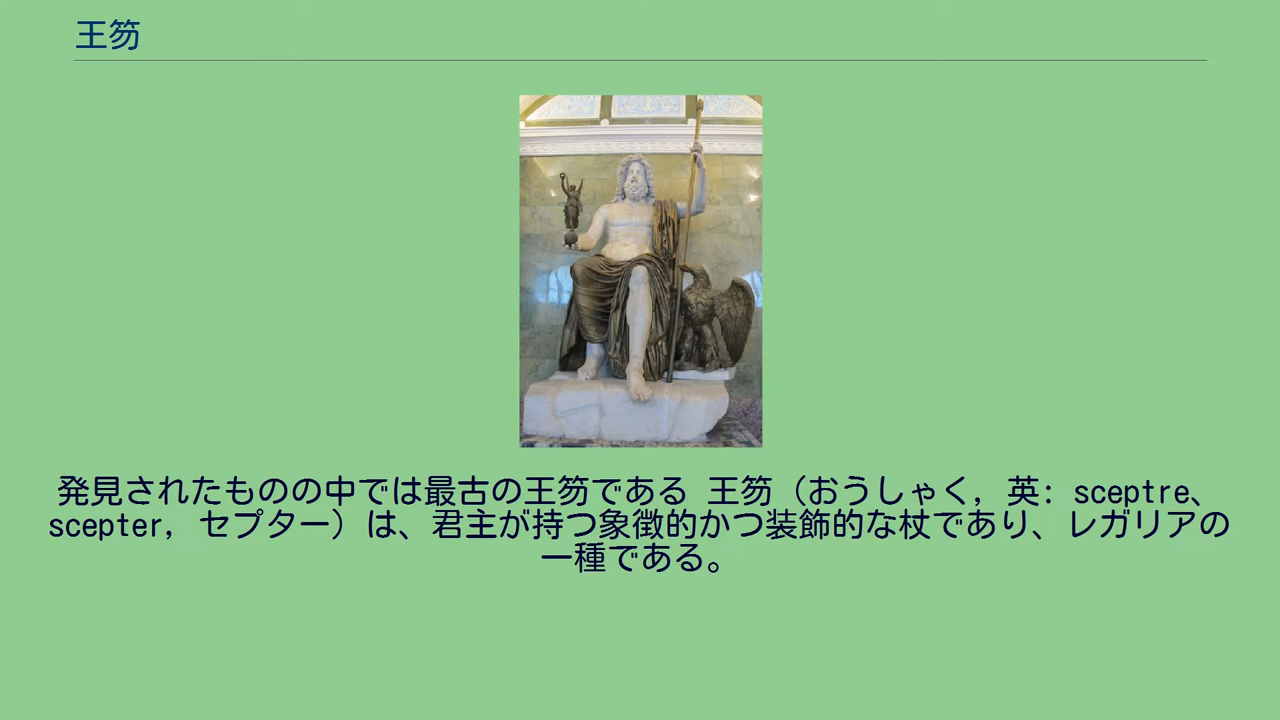 王笏
発見されたものの中では最古の王笏である 王笏（おうしゃく, 英: sceptre、
scepter, セプター）は、君主が持つ象徴的かつ装飾的な杖であり、レガリアの
一種である。